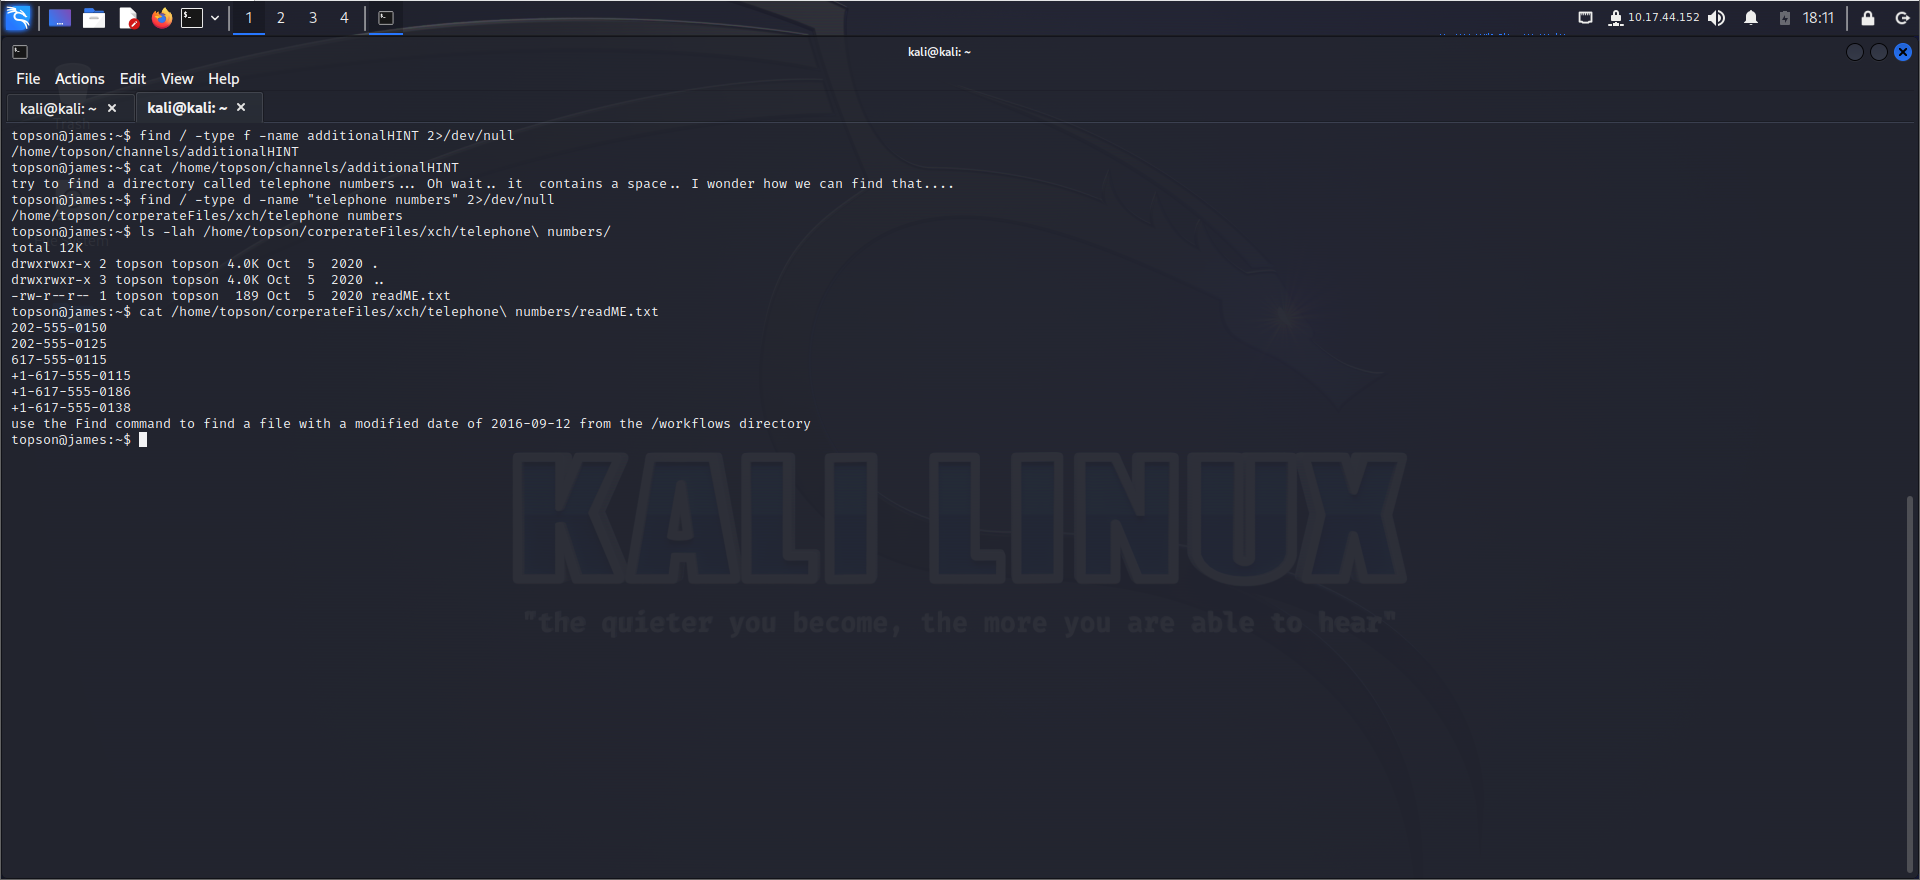 1 2 3 4
10.17.44.152 18:11
kali@kali: ~
File Actions Edit View Help
kali@kali: ~ × kali@kali: ~ ×
topson@james:~$ find / -type f -name additionalHINT 2>/dev/null
/home/topson/channels/additionalHINT
topson@james:~$ cat /home/topson/channels/additionalHINT
try to find a directory called telephone numbers... Oh wait.. it  contains a space.. I wonder how we can find that....
topson@james:~$ find / -type d -name "telephone numbers" 2>/dev/null
/home/topson/corperateFiles/xch/telephone numbers
topson@james:~$ ls -lah /home/topson/corperateFiles/xch/telephone\ numbers/
total 12K
drwxrwxr-x 2 topson topson 4.0K Oct  5  2020 .
drwxrwxr-x 3 topson topson 4.0K Oct  5  2020 ..
-rw-r--r-- 1 topson topson  189 Oct  5  2020 readME.txt
topson@james:~$ cat /home/topson/corperateFiles/xch/telephone\ numbers/readME.txt
202-555-0150
202-555-0125
617-555-0115
+1-617-555-0115
+1-617-555-0186
+1-617-555-0138
use the Find command to find a file with a modified date of 2016-09-12 from the /workflows directory
topson@james:~$
KALI LINUX
"the quieter you become, the more you are able to hear"